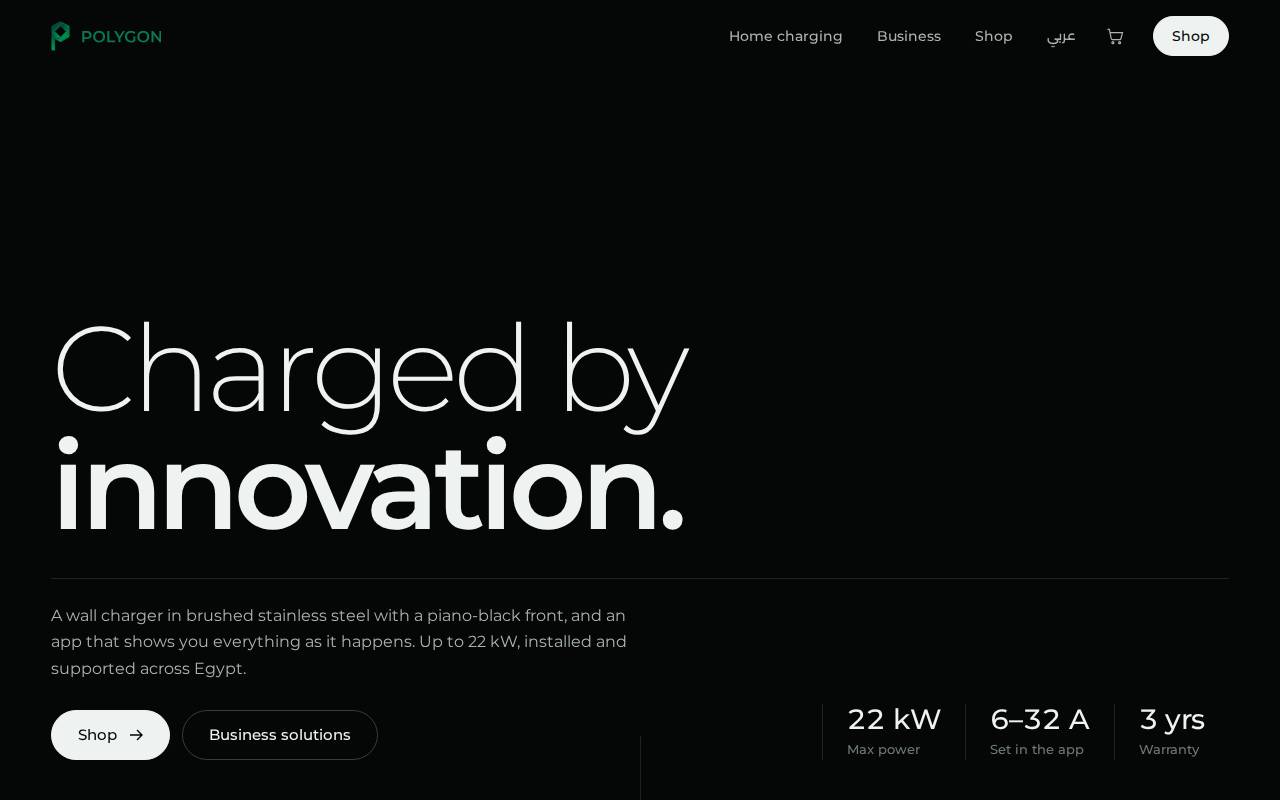 POLYGON
Home charging
Business
Shop
عربي
Shop
Charged by
innovation.
A wall charger in brushed stainless steel with a piano-black front, and an
app that shows you everything as it happens. Up to 22 kW, installed and
supported across Egypt.
Shop →
Business solutions
22 kW
Max power
6–32 A
Set in the app
3 yrs
Warranty